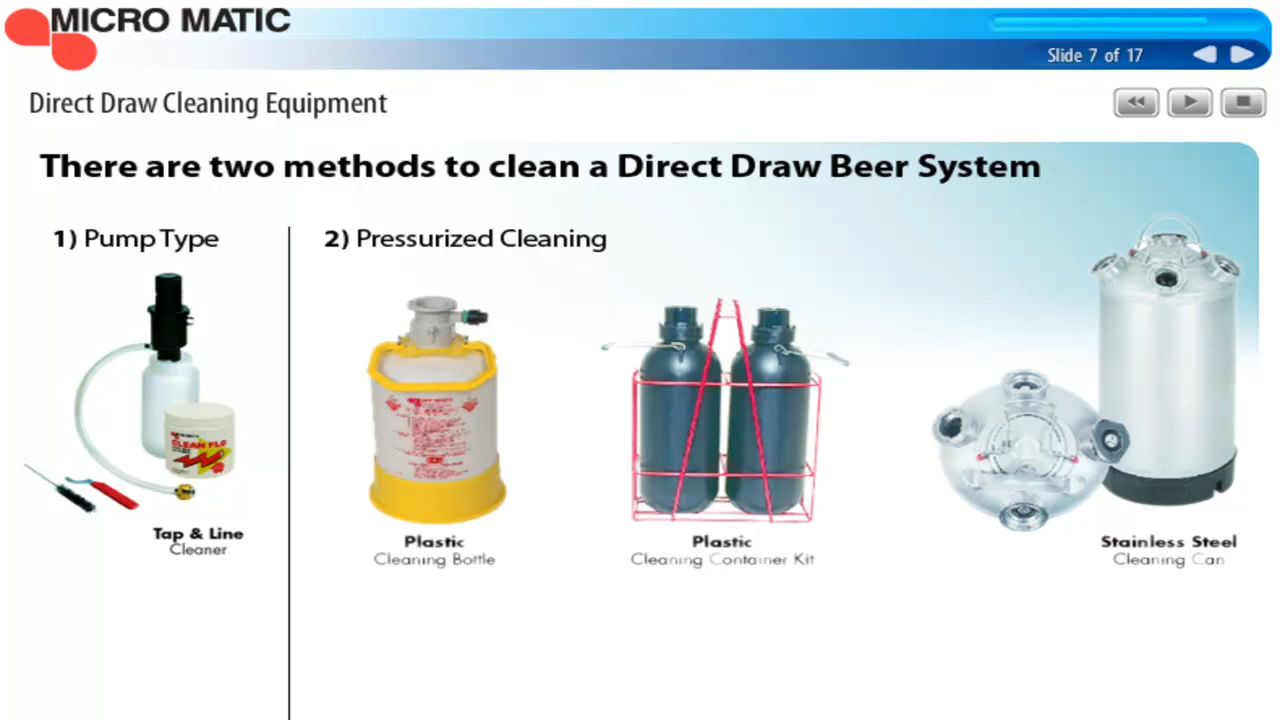 MICRO MATIC
Slide 7 of 17
Direct Draw Cleaning Equipment
There are two methods to clean a Direct Draw Beer System
1) Pump Type
2) Pressurized Cleaning
CLEAN FLO
Tap & Line
Cleaner
Plastic
Cleaning Bottle
Plastic
Cleaning Container Kit
Stainless Steel
Cleaning Can